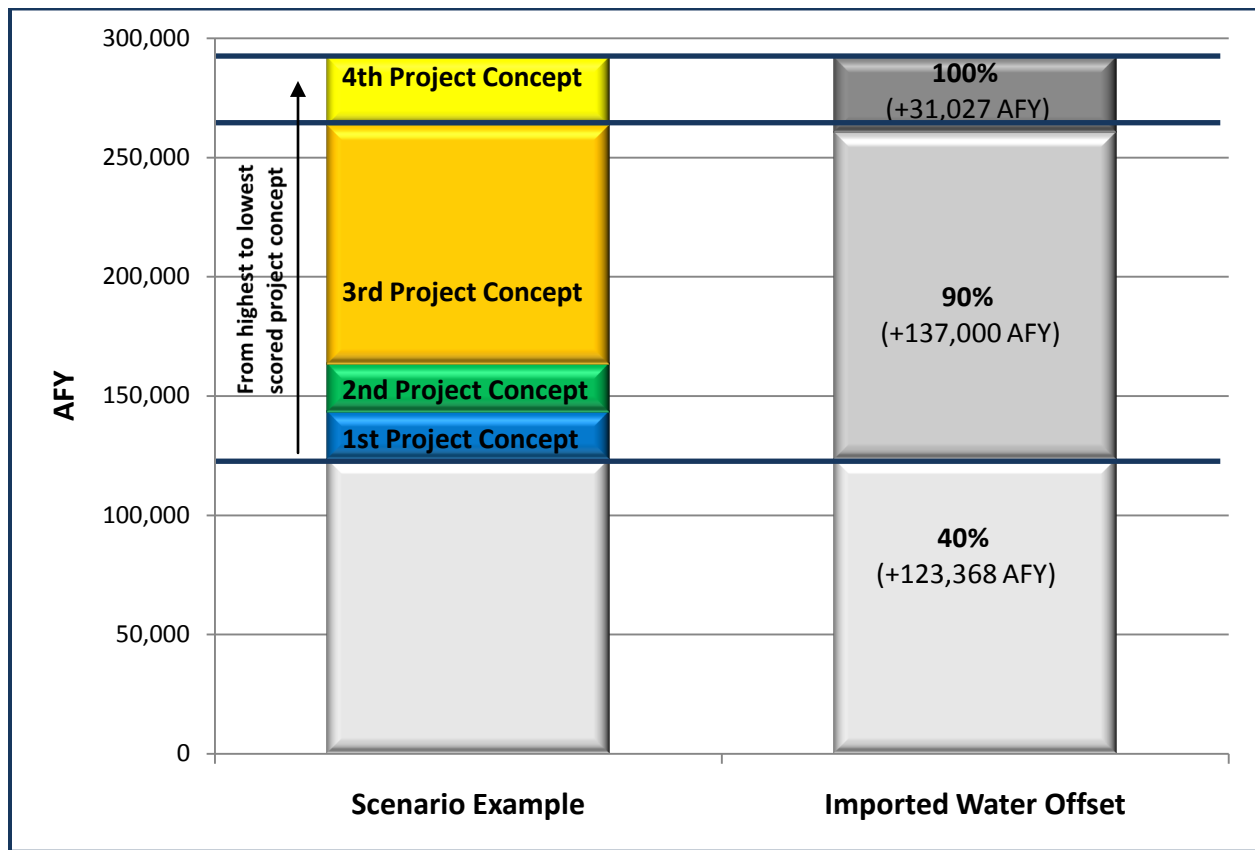 300,000
250,000
200,000
150,000
100,000
50,000
0
AFY
From highest to lowest
scored project concept
4th Project Concept
3rd Project Concept
2nd Project Concept
1st Project Concept
100%
(+31,027 AFY)
90%
(+137,000 AFY)
40%
(+123,368 AFY)
Scenario Example
Imported Water Offset